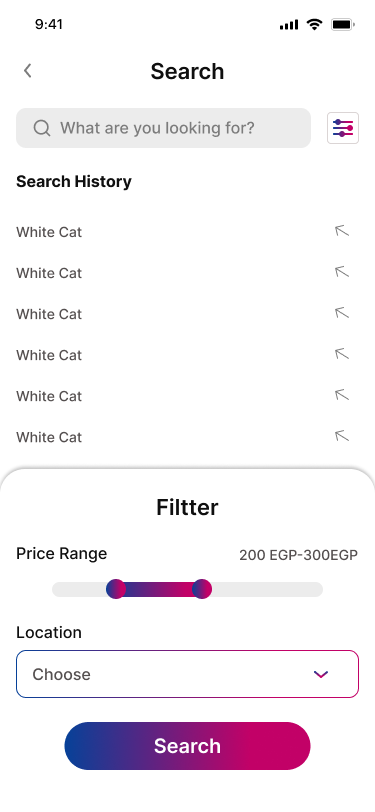 9:41
Search
What are you looking for?
Search History
White Cat
White Cat
White Cat
White Cat
White Cat
White Cat
Filtter
Price Range
200 EGP-300EGP
Location
Choose
Search